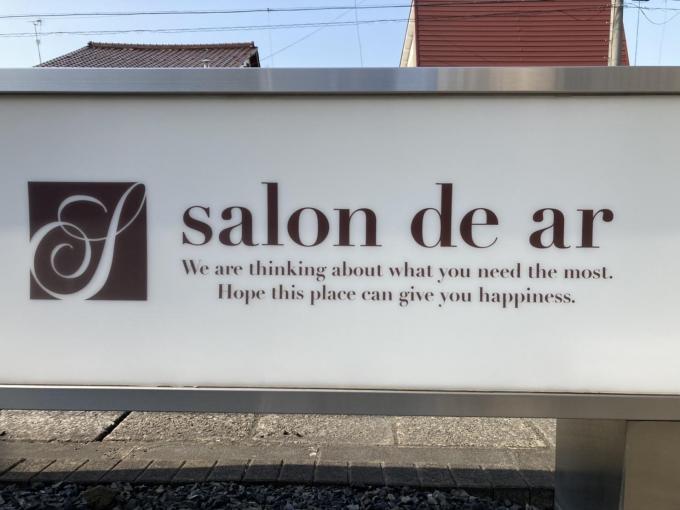 S
salon de ar
We are thinking about what you need the most.
Hope this place can give you happiness.